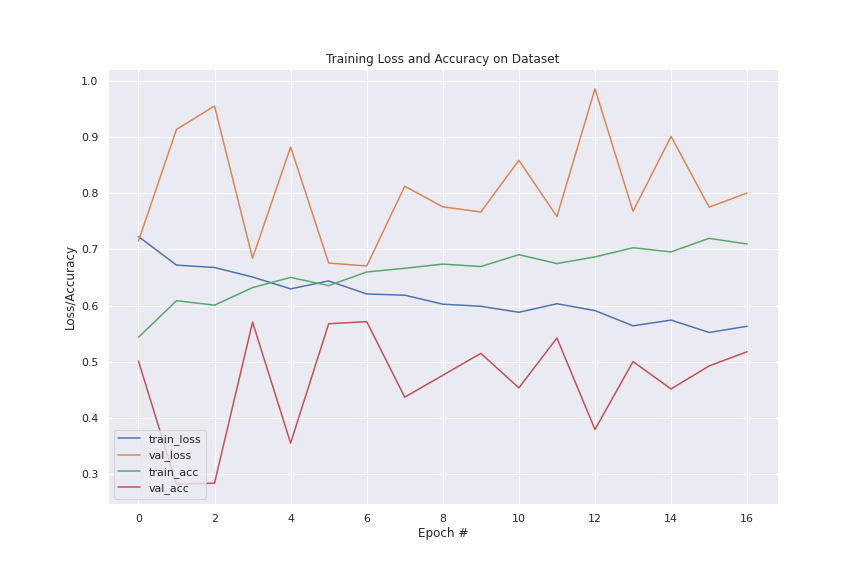 Training Loss and Accuracy on Dataset
1.0
0.9
0.8
0.7
0.6
0.5
0.4
0.3
Loss/Accuracy
train_loss
val_loss
train_acc
val_acc
0 2 4 6 8 10 12 14 16
Epoch #